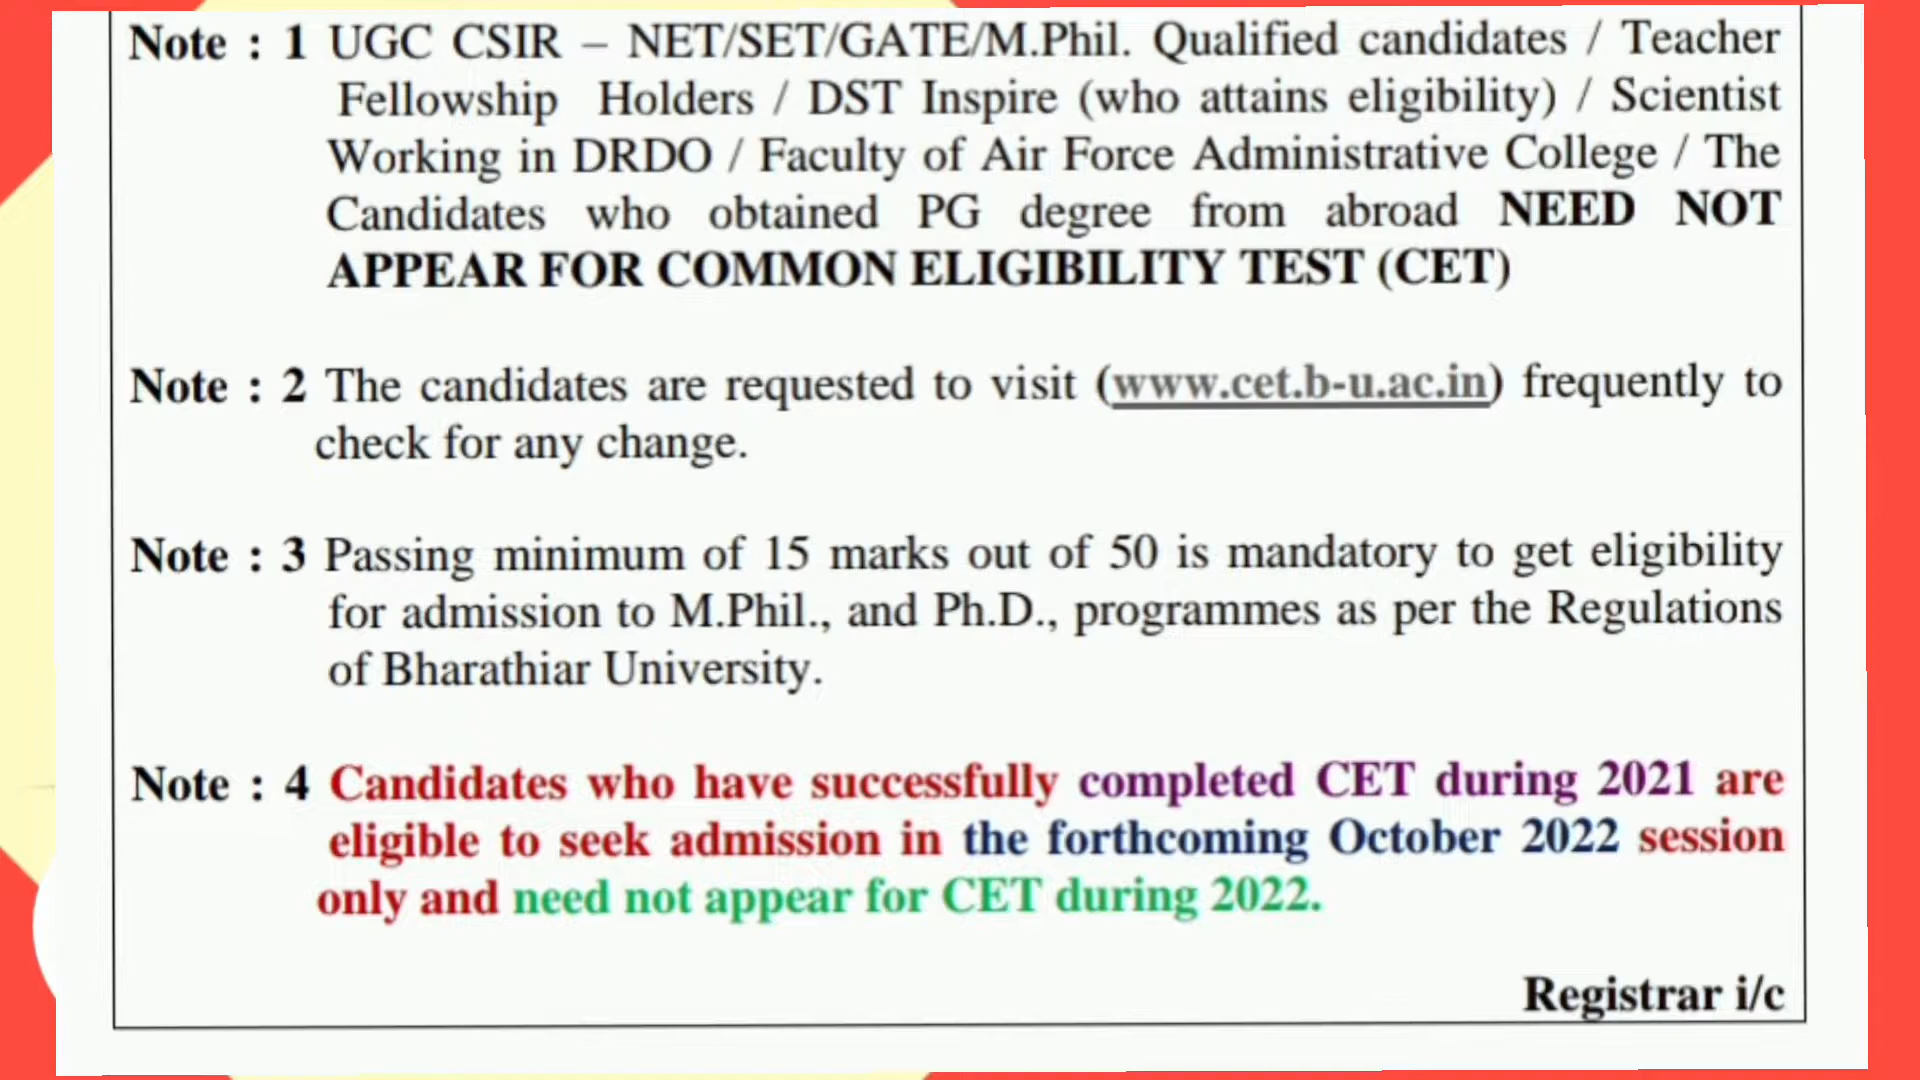 Note : 1 UGC CSIR – NET/SET/GATE/M.Phil. Qualified candidates / Teacher
Fellowship Holders / DST Inspire (who attains eligibility) / Scientist
Working in DRDO / Faculty of Air Force Administrative College / The
Candidates who obtained PG degree from abroad NEED NOT
APPEAR FOR COMMON ELIGIBILITY TEST (CET)
Note : 2 The candidates are requested to visit (www.cet.b-u.ac.in) frequently to
check for any change.
Note : 3 Passing minimum of 15 marks out of 50 is mandatory to get eligibility
for admission to M.Phil., and Ph.D., programmes as per the Regulations
of Bharathiar University.
Note : 4 Candidates who have successfully completed CET during 2021 are
eligible to seek admission in the forthcoming October 2022 session
only and need not appear for CET during 2022.
Registrar i/c